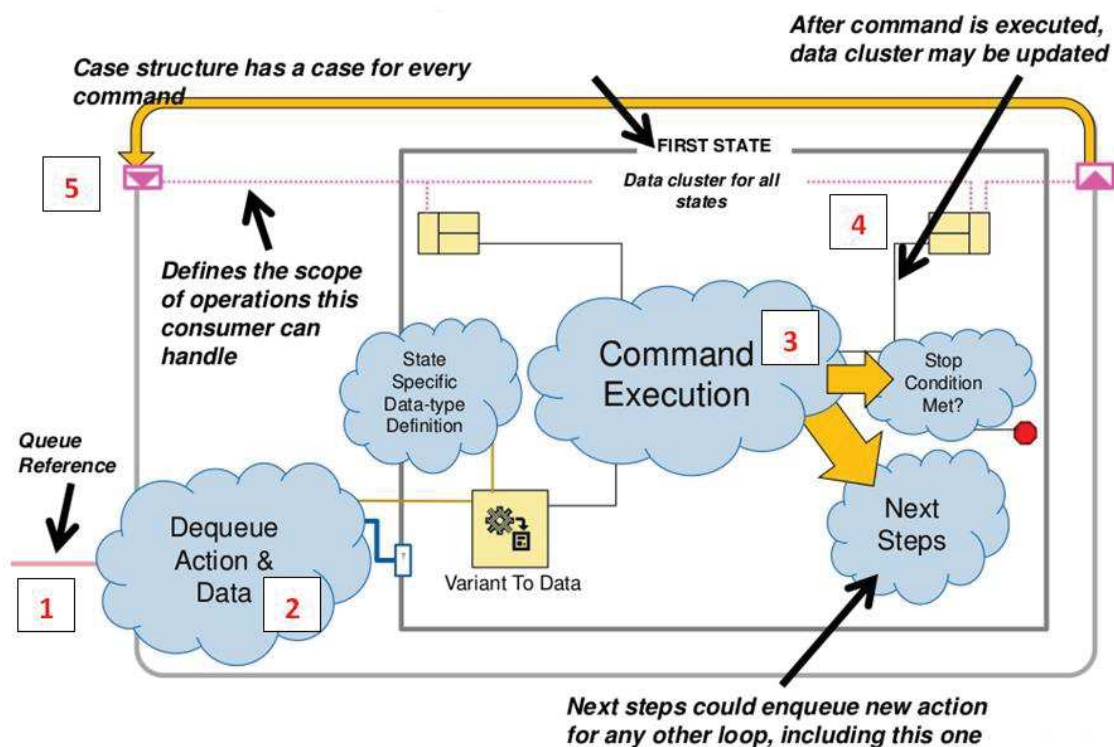 After command is executed,
data cluster may be updated
Case structure has a case for every
command
FIRST STATE
5
Data cluster for all
states
4
Defines the scope
of operations this
consumer can
handle
Command
Execution
3
State
Specific
Data-type
Definition
Stop
Condition
Met?
Queue
Reference
Dequeue
Action &
Data
Next
Steps
?
Variant To Data
1
2
Next steps could enqueue new action
for any other loop, including this one